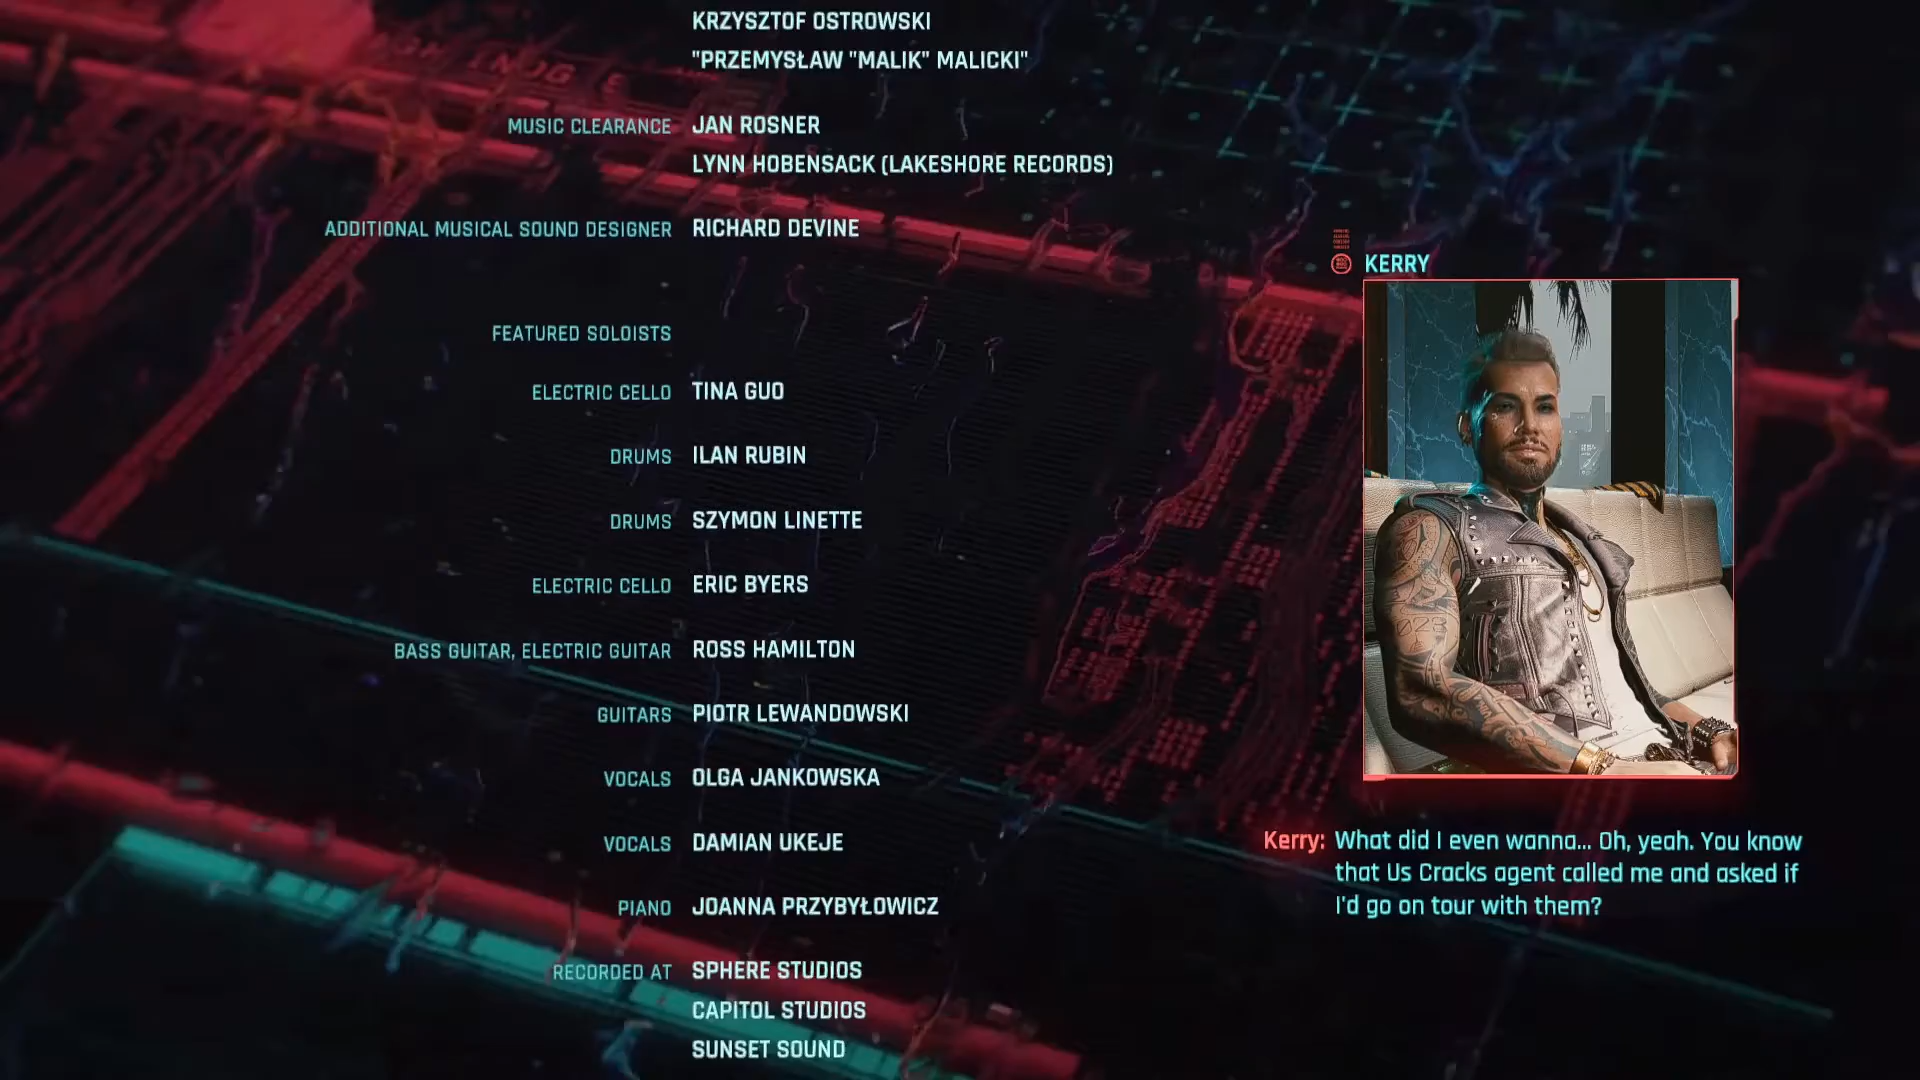 KRZYSZTOF OSTROWSKI
"PRZEMYSŁAW "MALIK" MALICKI"
MUSIC CLEARANCE JAN ROSNER
LYNN HOBENSACK (LAKESHORE RECORDS)
ADDITIONAL MUSICAL SOUND DESIGNER RICHARD DEVINE
FEATURED SOLOISTS
ELECTRIC CELLO TINA GUO
DRUMS ILAN RUBIN
DRUMS SZYMON LINETTE
ELECTRIC CELLO ERIC BYERS
BASS GUITAR, ELECTRIC GUITAR ROSS HAMILTON
GUITARS PIOTR LEWANDOWSKI
VOCALS OLGA JANKOWSKA
VOCALS DAMIAN UKEJE
PIANO JOANNA PRZYBYŁOWICZ
RECORDED AT SPHERE STUDIOS
CAPITOL STUDIOS
SUNSET SOUND
KERRY
023
Kerry: What did I even wanna... Oh, yeah. You know
that Us Cracks agent called me and asked if
I'd go on tour with them?